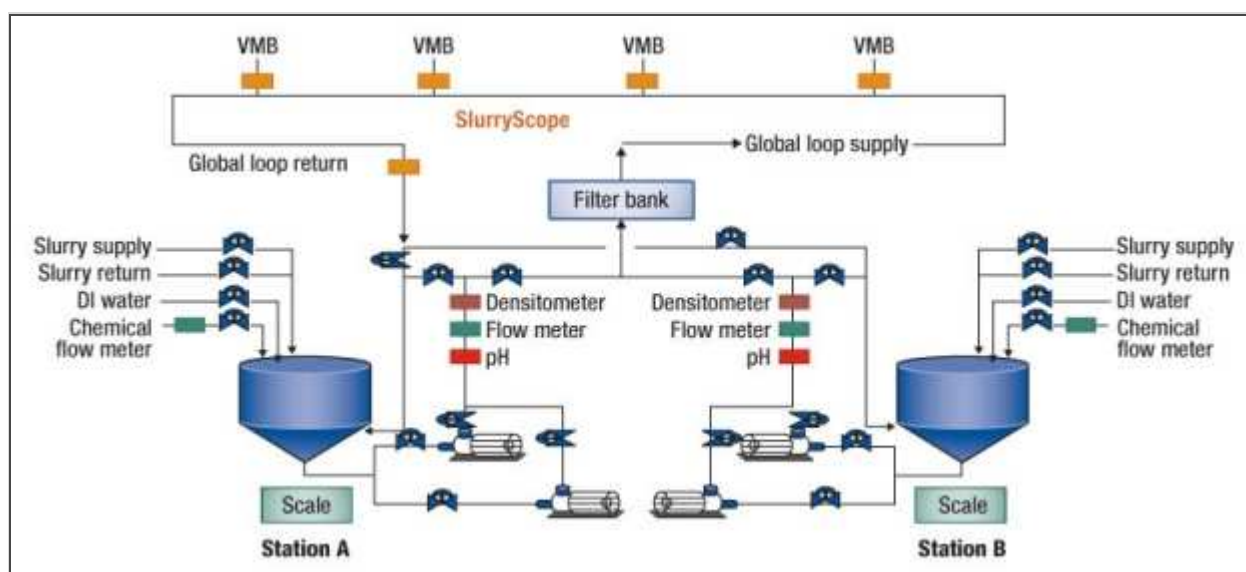 VMB
VMB
VMB
VMB
SlurryScope
Global loop return
Global loop supply
Filter bank
Slurry supply
Slurry return
DI water
Chemical
flow meter
Densitometer
Flow meter
pH
Densitometer
Flow meter
pH
Slurry supply
Slurry return
DI water
Chemical
flow meter
Scale
Station A
Scale
Station B